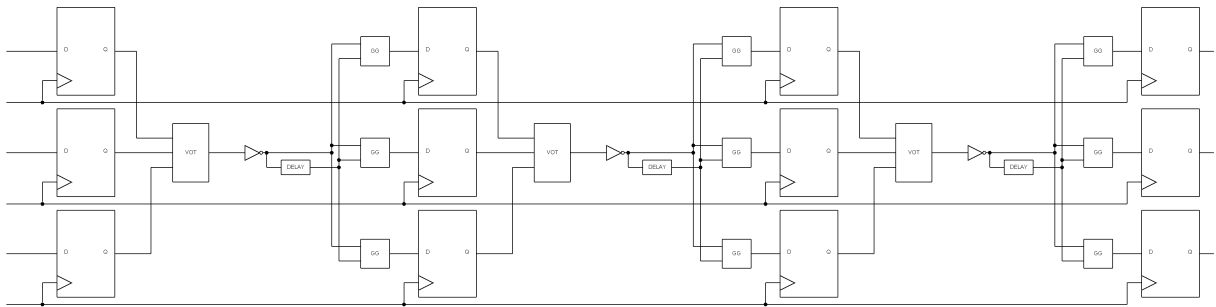 GG GG GG
D Q D Q D Q D Q
VOT VOT VOT
D Q GG D Q GG D Q GG D Q
DELAY DELAY DELAY
D Q GG D Q GG D Q GG D Q